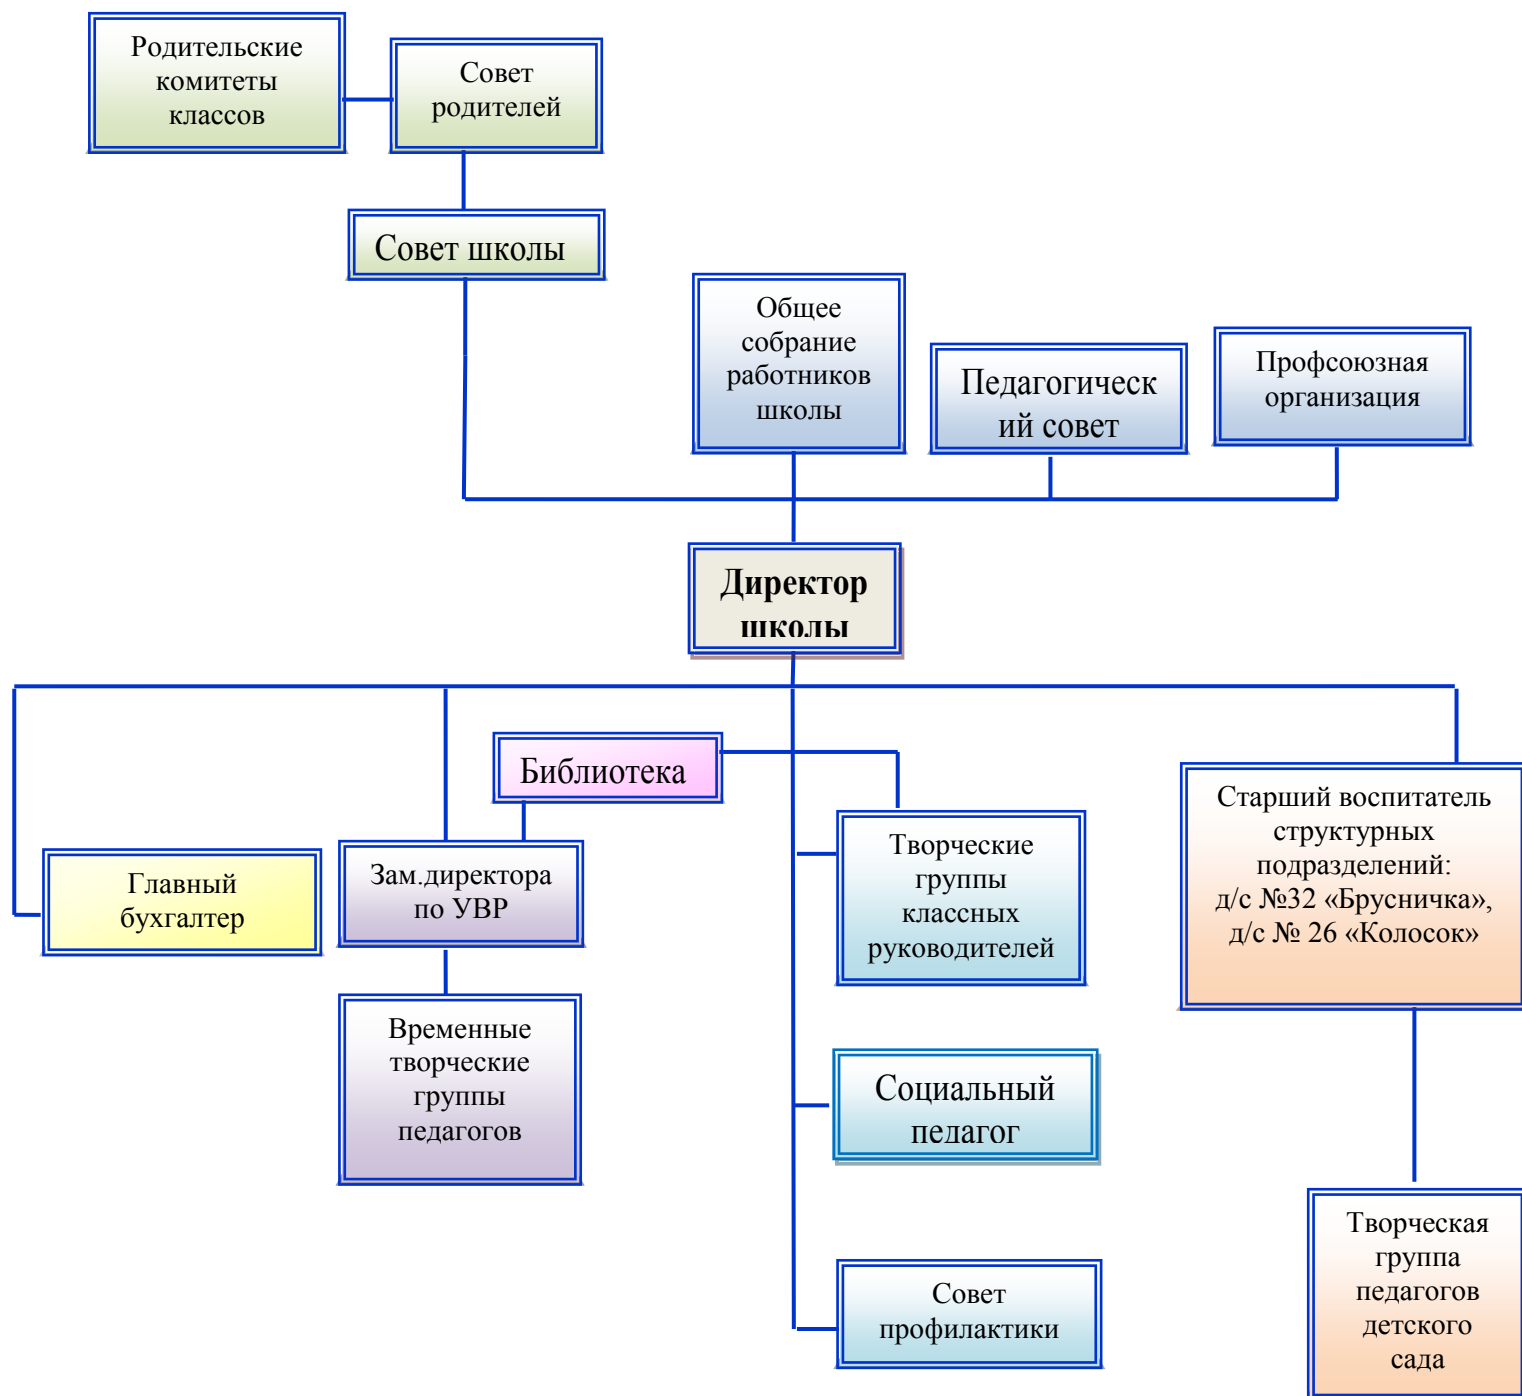 Родительские
комитеты
классов
Совет
родителей
Совет школы
Общее
собрание
работников
школы
Педагогическ
ий совет
Профсоюзная
организация
Директор
школы
Библиотека
Главный
бухгалтер
Зам.директора
по УВР
Творческие
группы
классных
руководителей
Старший воспитатель
структурных
подразделений:
д/с №32 «Брусничка»,
д/с № 26 «Колосок»
Временные
творческие
группы
педагогов
Социальный
педагог
Совет
профилактики
Творческая
группа
педагогов
детского
сада